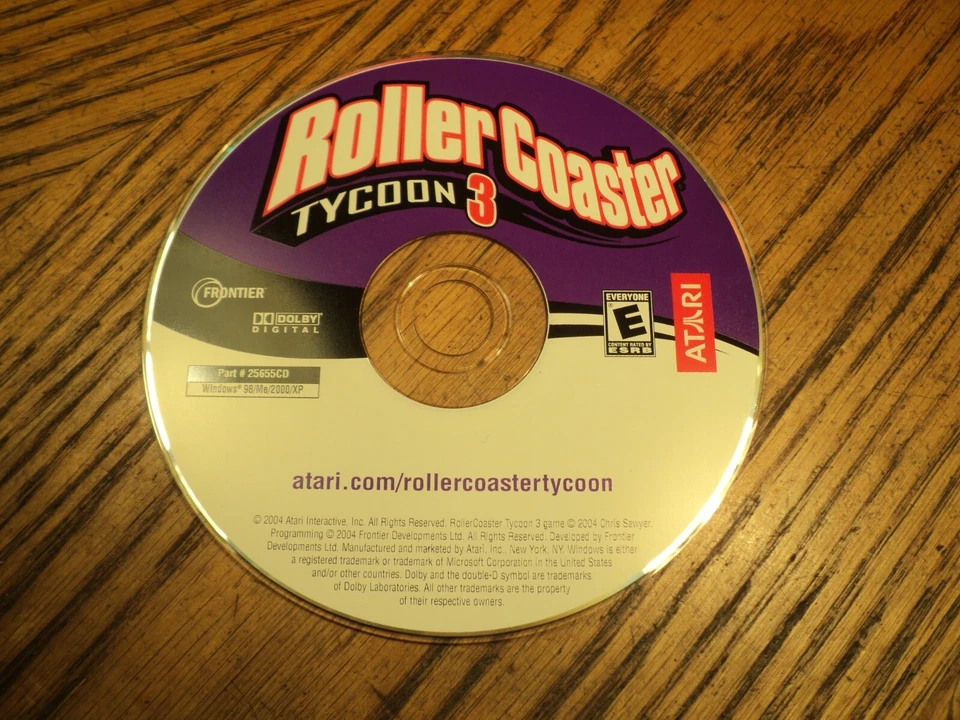 Roller Coaster
TYCOON 3
FRONTIER
DOLBY
DIGITAL
EVERYONE
E
CONTENT RATED BY
ESRB
ATARI
Part # 25655CD
Windows® 98/Me/2000/XP
atari.com/rollercoastertycoon
© 2004 Atari Interactive, Inc. All Rights Reserved. RollerCoaster Tycoon 3 game © 2004 Chris Sawyer.
Programming © 2004 Frontier Developments Ltd. All Rights Reserved. Developed by Frontier
Developments Ltd. Manufactured and marketed by Atari, Inc., New York, NY. Windows is either
a registered trademark or trademark of Microsoft Corporation in the United States
and/or other countries. Dolby and the double-D symbol are trademarks
of Dolby Laboratories. All other trademarks are the property
of their respective owners.